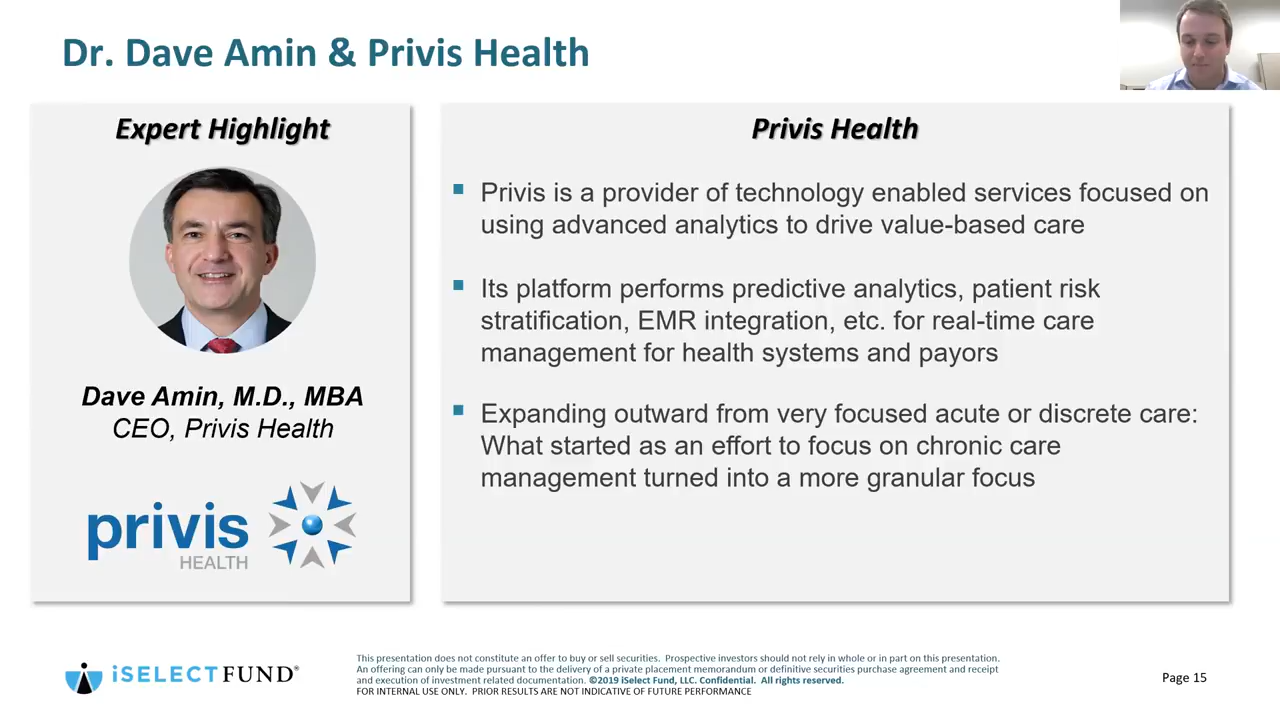 Dr. Dave Amin & Privis Health
Expert Highlight
Dave Amin, M.D., MBA
CEO, Privis Health
privis
HEALTH
Privis Health
Privis is a provider of technology enabled services focused on
using advanced analytics to drive value-based care
Its platform performs predictive analytics, patient risk
stratification, EMR integration, etc. for real-time care
management for health systems and payors
Expanding outward from very focused acute or discrete care:
What started as an effort to focus on chronic care
management turned into a more granular focus
iSELECTFUND®
This presentation does not constitute an offer to buy or sell securities. Prospective investors should not rely in whole or in part on this presentation.
An offering can only be made pursuant to the delivery of a private placement memorandum or definitive securities purchase agreement and receipt
and execution of investment related documentation. ©2019 iSelect Fund, LLC. Confidential. All rights reserved.
FOR INTERNAL USE ONLY. PRIOR RESULTS ARE NOT INDICATIVE OF FUTURE PERFORMANCE
Page 15